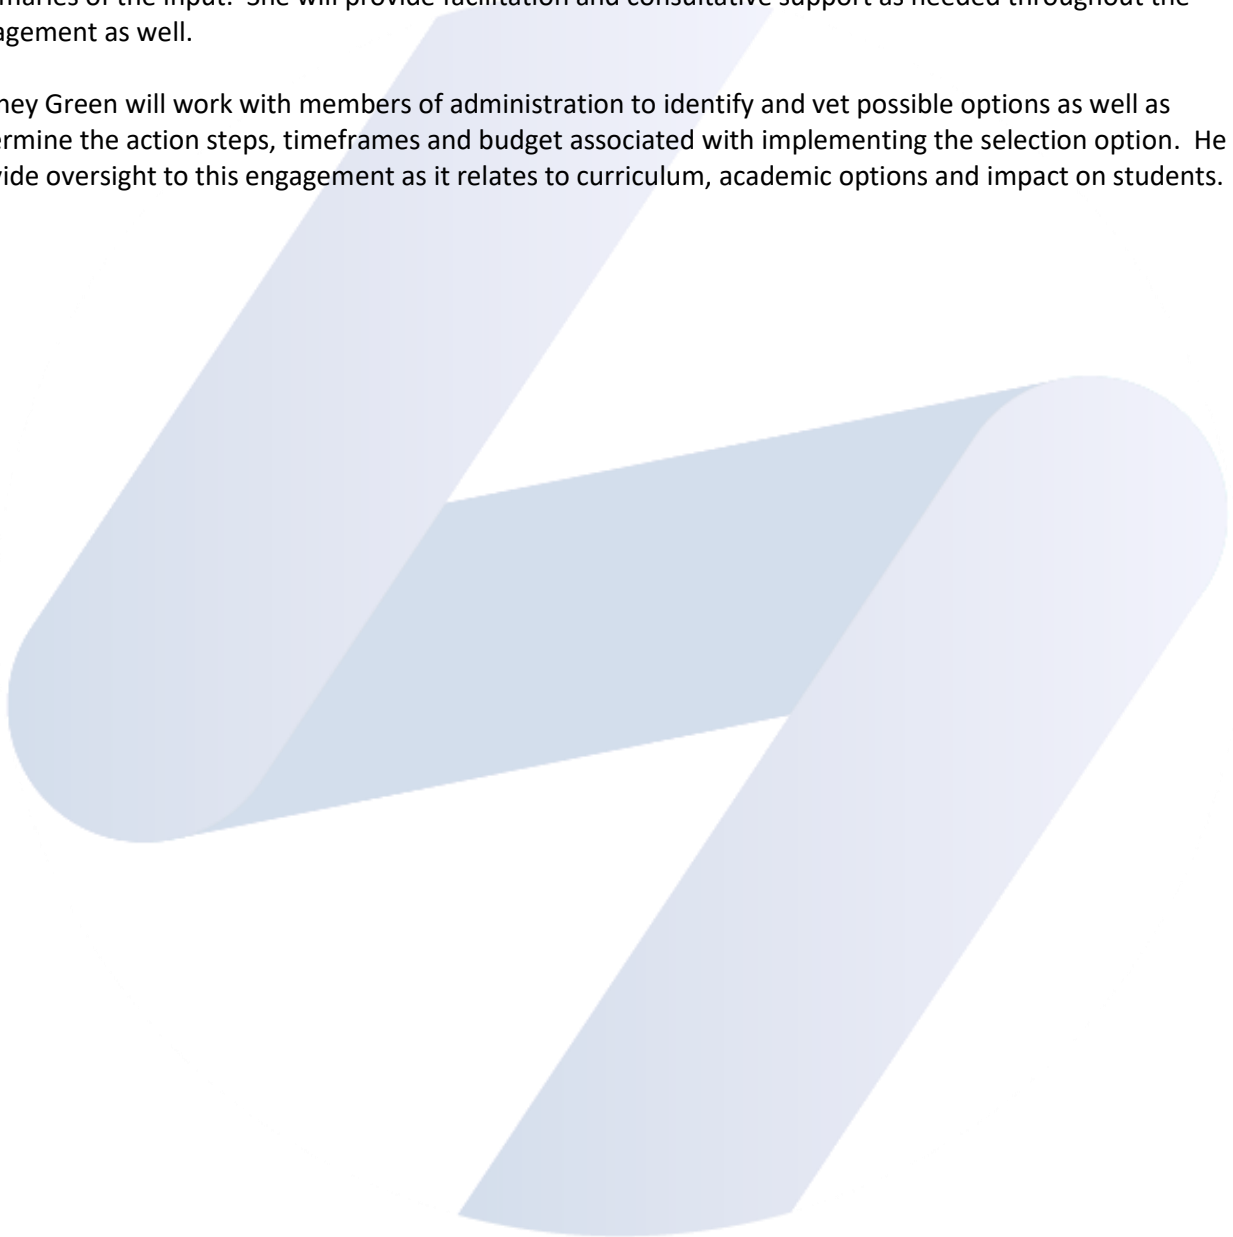 maries of the input. She will provide facilitation and consultative support as needed throughout the
agement as well.
ney Green will work with members of administration to identify and vet possible options as well as
ermine the action steps, timeframes and budget associated with implementing the selection option. He
vide oversight to this engagement as it relates to curriculum, academic options and impact on students.